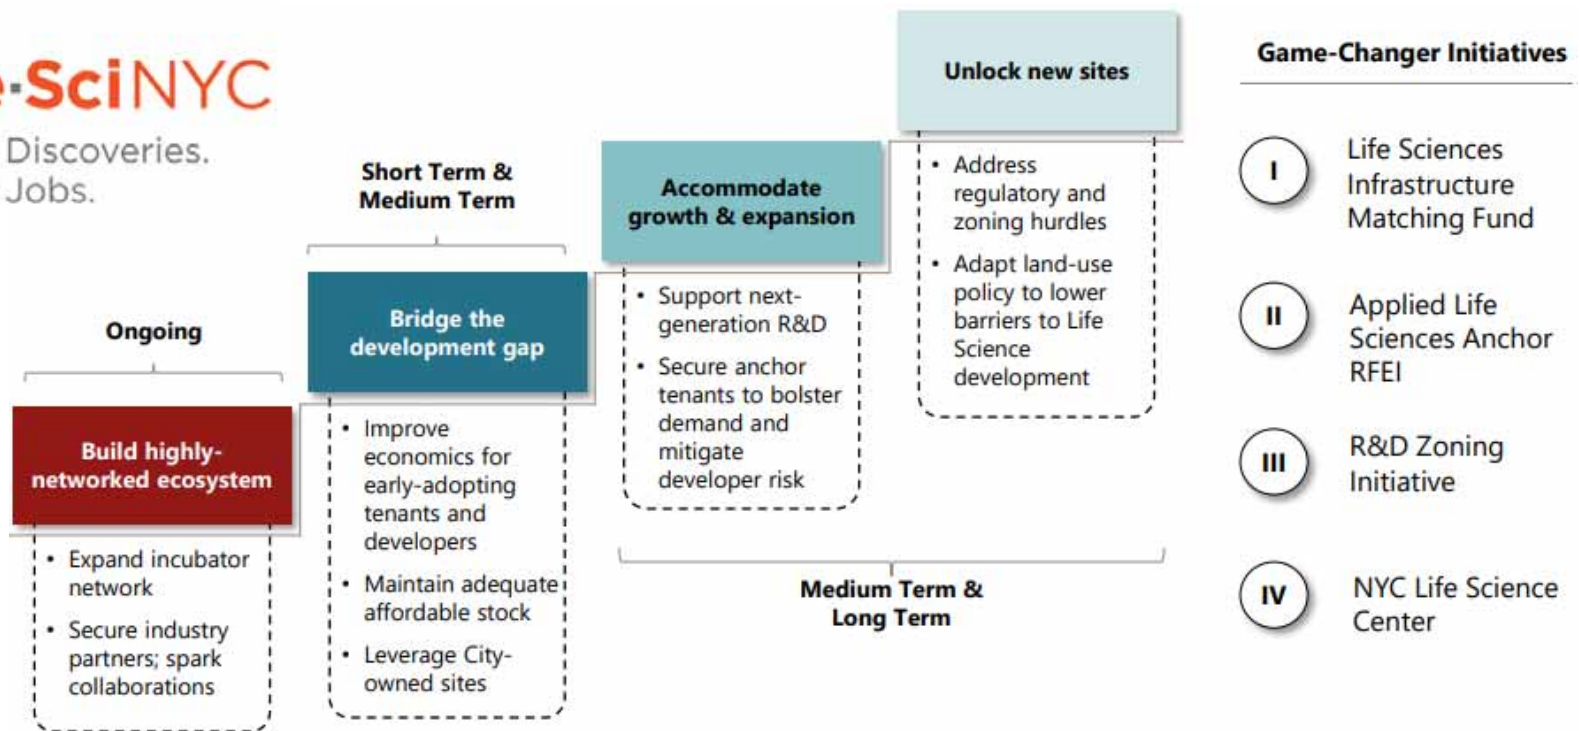 e·SciNYC
Discoveries.
Jobs.
Ongoing
Build highly-
networked ecosystem
• Expand incubator
network
• Secure industry
partners; spark
collaborations
Short Term &
Medium Term
Bridge the
development gap
• Improve
economics for
early-adopting
tenants and
developers
• Maintain adequate
affordable stock
• Leverage City-
owned sites
Accommodate
growth & expansion
• Support next-
generation R&D
• Secure anchor
tenants to bolster
demand and
mitigate
developer risk
Unlock new sites
• Address
regulatory and
zoning hurdles
• Adapt land-use
policy to lower
barriers to Life
Science
development
Medium Term &
Long Term
Game-Changer Initiatives
I
Life Sciences
Infrastructure
Matching Fund
II
Applied Life
Sciences Anchor
RFEI
III
R&D Zoning
Initiative
IV
NYC Life Science
Center